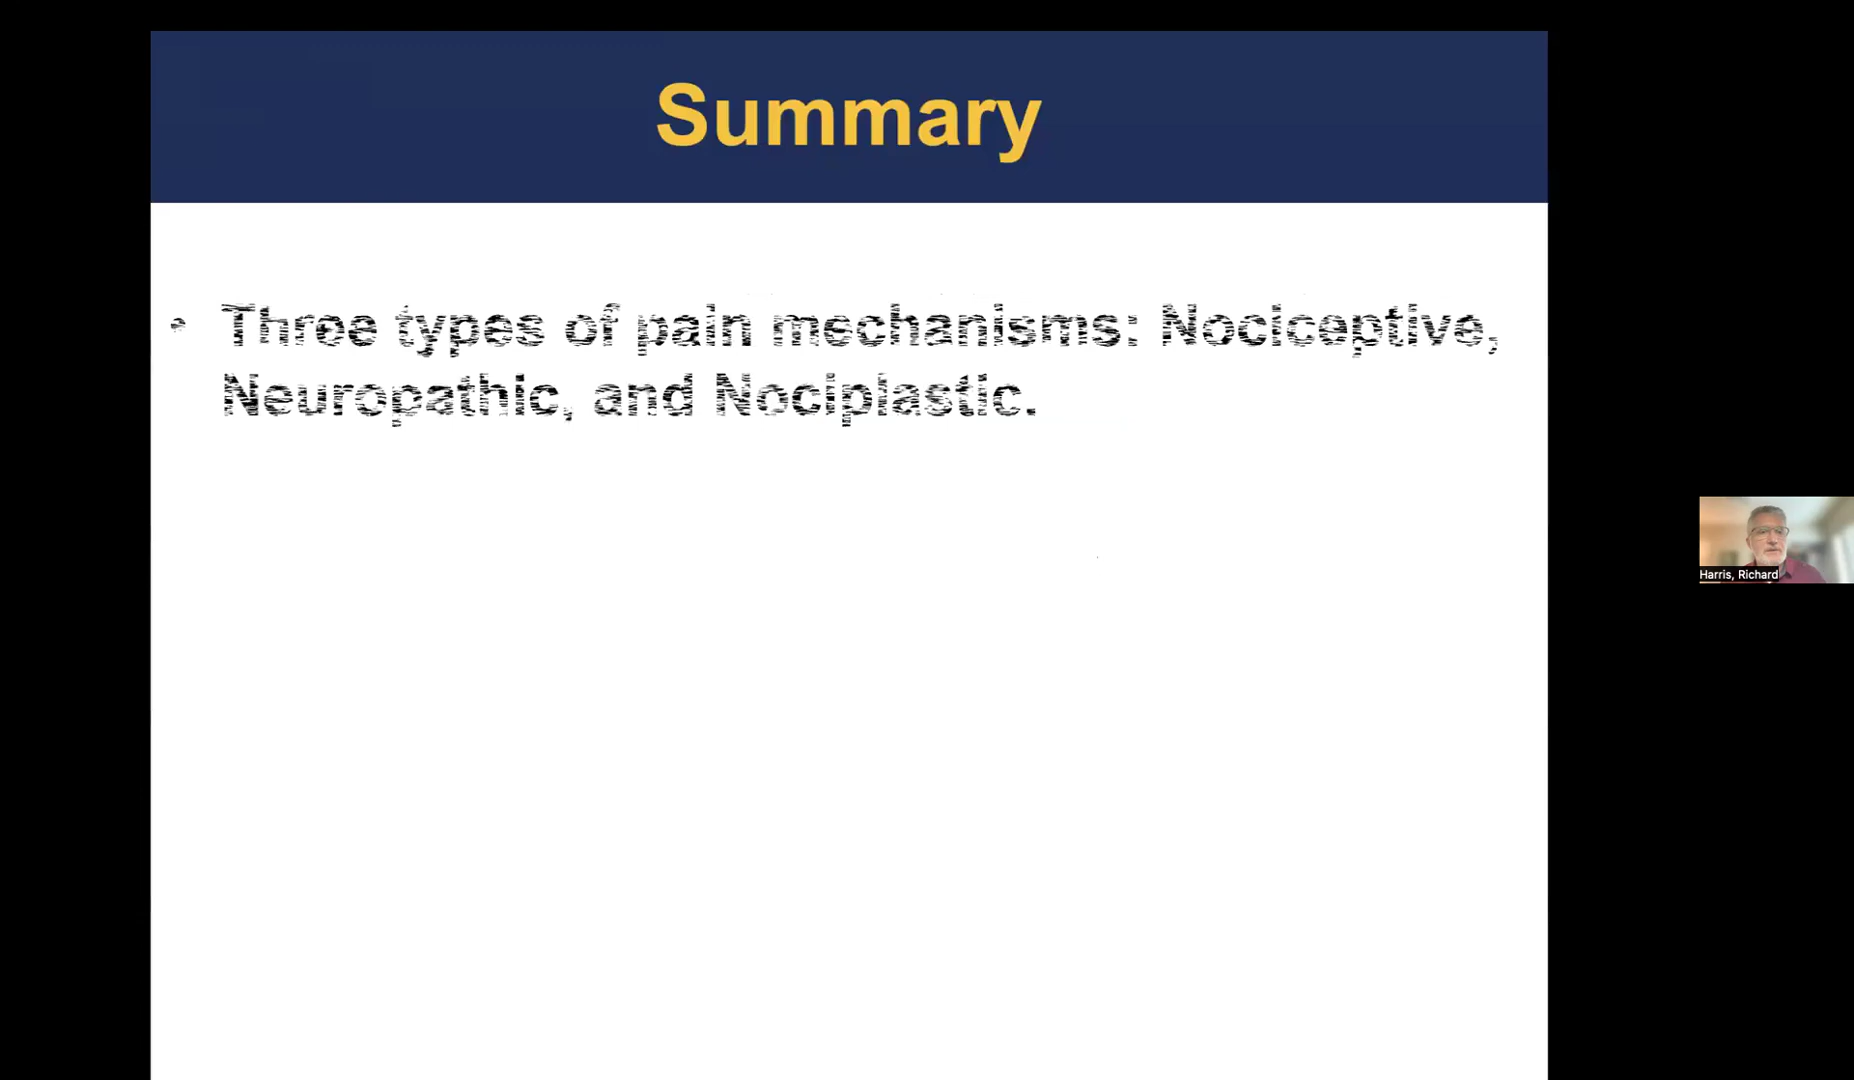 Summary
• Three types of pain mechanisms: Nociceptive,
Neuropathic, and Nociplastic.
Harris, Richard